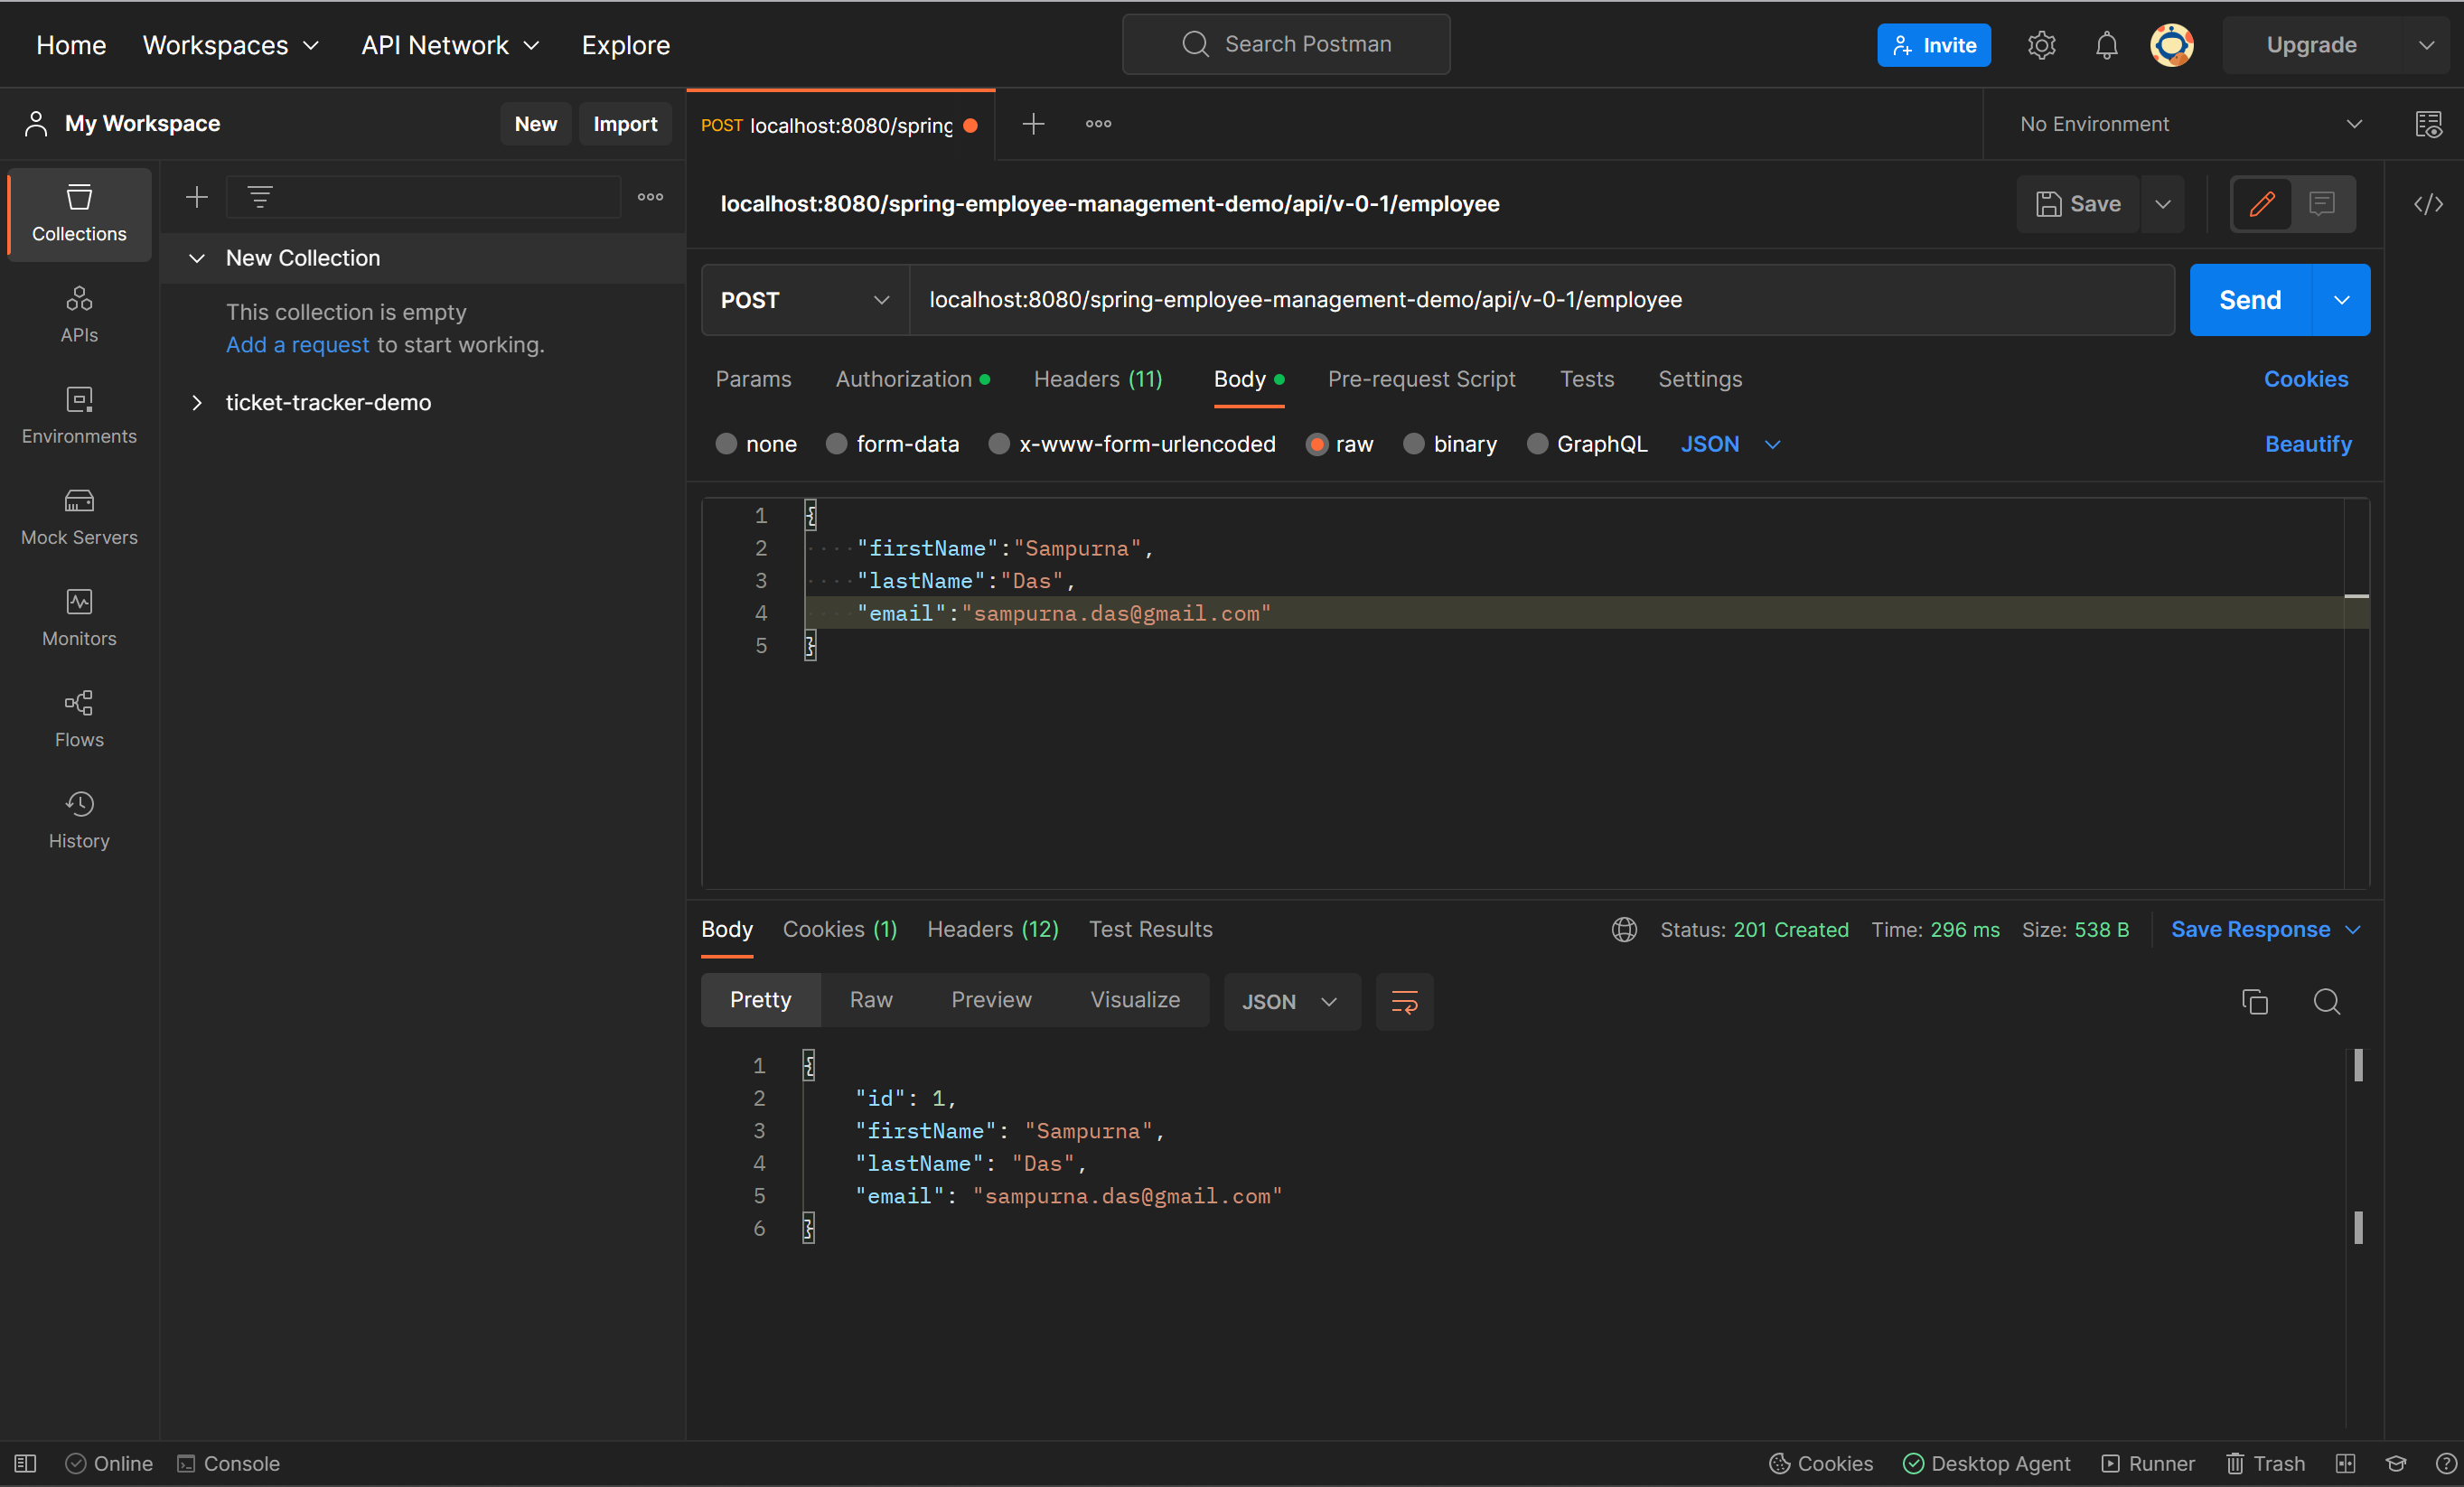 Home Workspaces API Network Explore Search Postman Invite Upgrade
My Workspace New Import POST localhost:8080/spring No Environment
Collections
APIs
Environments
Mock Servers
Monitors
Flows
History
New Collection
This collection is empty
Add a request to start working.
ticket-tracker-demo
localhost:8080/spring-employee-management-demo/api/v-0-1/employee Save
POST localhost:8080/spring-employee-management-demo/api/v-0-1/employee Send
Params Authorization Headers (11) Body Pre-request Script Tests Settings Cookies
none form-data x-www-form-urlencoded raw binary GraphQL JSON Beautify
1 {
2 "firstName":"Sampurna",
3 "lastName":"Das",
4 "email":"sampurna.das@gmail.com"
5 }
Body Cookies (1) Headers (12) Test Results Status: 201 Created Time: 296 ms Size: 538 B Save Response
Pretty Raw Preview Visualize JSON
1 {
2 "id": 1,
3 "firstName": "Sampurna",
4 "lastName": "Das",
5 "email": "sampurna.das@gmail.com"
6 }
Online Console Cookies Desktop Agent Runner Trash